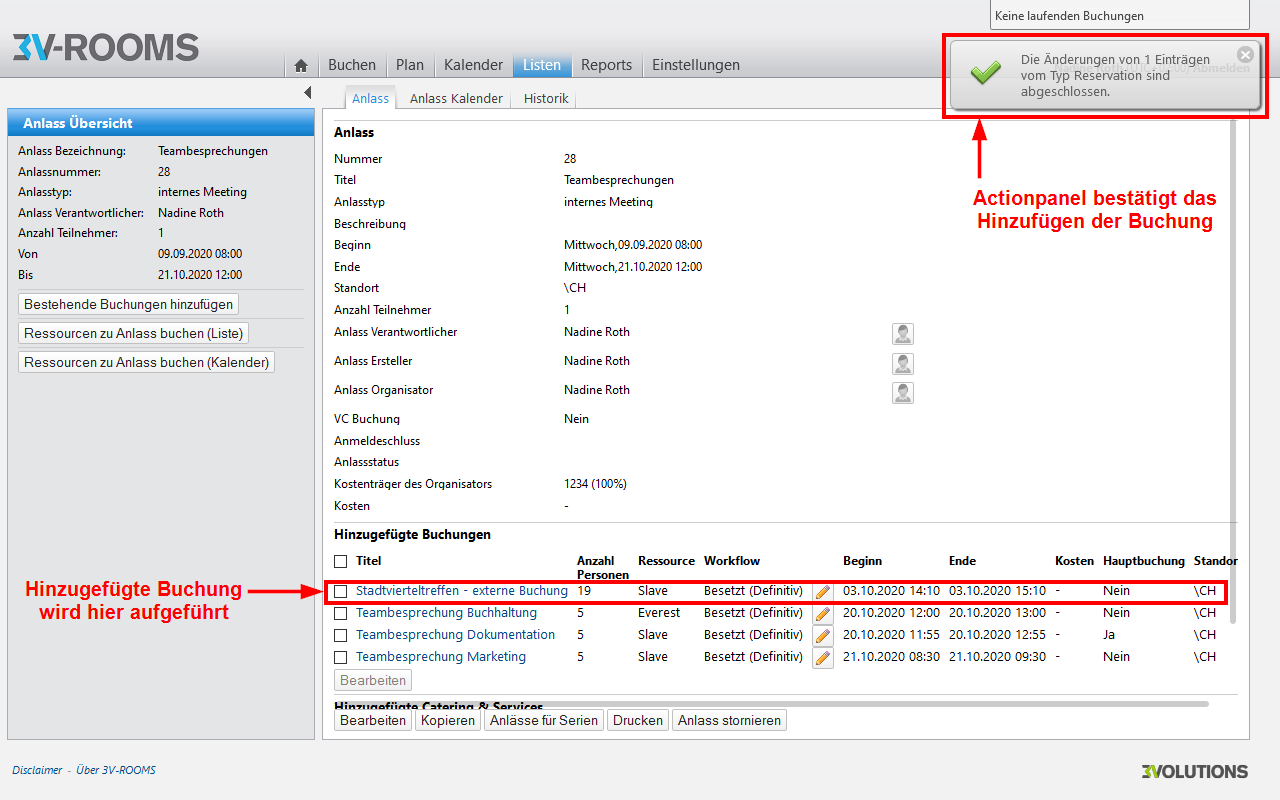 Keine laufenden Buchungen
3V-ROOMS
Buchen Plan Kalender Listen Reports Einstellungen
Abmelden
Die Änderungen von 1 Einträgen
vom Typ Reservation sind
abgeschlossen.
Actionpanel bestätigt das
Hinzufügen der Buchung
Anlass Übersicht
Anlass Bezeichnung: Teambesprechungen
Anlassnummer: 28
Anlasstyp: internes Meeting
Anlass Verantwortlicher: Nadine Roth
Anzahl Teilnehmer: 1
Von 09.09.2020 08:00
Bis 21.10.2020 12:00
Bestehende Buchungen hinzufügen
Ressourcen zu Anlass buchen (Liste)
Ressourcen zu Anlass buchen (Kalender)
Hinzugefügte Buchung
wird hier aufgeführt
Anlass Anlass Kalender Historik
Anlass
Nummer 28
Titel Teambesprechungen
Anlasstyp internes Meeting
Beschreibung
Beginn Mittwoch,09.09.2020 08:00
Ende Mittwoch,21.10.2020 12:00
Standort \CH
Anzahl Teilnehmer 1
Anlass Verantwortlicher Nadine Roth
Anlass Ersteller Nadine Roth
Anlass Organisator Nadine Roth
VC Buchung Nein
Anmeldeschluss
Anlassstatus
Kostenträger des Organisators 1234 (100%)
Kosten -
Hinzugefügte Buchungen
Titel Anzahl Personen Ressource Workflow Beginn Ende Kosten Hauptbuchung Standor
Stadtvierteltreffen - externe Buchung 19 Slave Besetzt (Definitiv) 03.10.2020 14:10 03.10.2020 15:10 - Nein \CH
Teambesprechung Buchhaltung 5 Everest Besetzt (Definitiv) 20.10.2020 12:00 20.10.2020 13:00 - Nein \CH
Teambesprechung Dokumentation 5 Slave Besetzt (Definitiv) 20.10.2020 11:55 20.10.2020 12:55 - Ja \CH
Teambesprechung Marketing 5 Slave Besetzt (Definitiv) 21.10.2020 08:30 21.10.2020 09:30 - Nein \CH
Bearbeiten
Hinzugefügte Catering & Services
Bearbeiten Kopieren Anlässe für Serien Drucken Anlass stornieren
Disclaimer - Über 3V-ROOMS
3VOLUTIONS